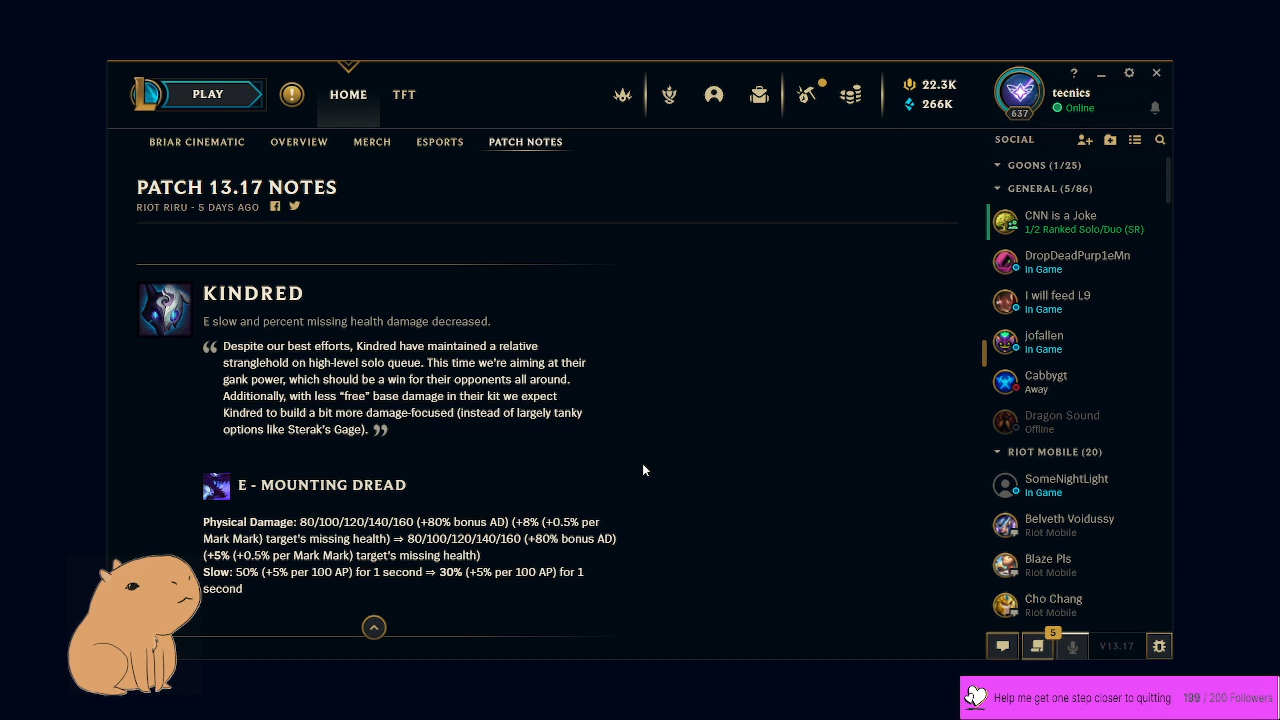 PLAY
HOME
TFT
22.3K
266K
637
tecnics
Online
?
BRIAR CINEMATIC
OVERVIEW
MERCH
ESPORTS
PATCH NOTES
PATCH 13.17 NOTES
RIOT RIRU - 5 DAYS AGO
KINDRED
E slow and percent missing health damage decreased.
“ Despite our best efforts, Kindred have maintained a relative
stranglehold on high-level solo queue. This time we're aiming at their
gank power, which should be a win for their opponents all around.
Additionally, with less “free” base damage in their kit we expect
Kindred to build a bit more damage-focused (instead of largely tanky
options like Sterak's Gage). ”
E - MOUNTING DREAD
Physical Damage: 80/100/120/140/160 (+80% bonus AD) (+8% (+0.5% per
Mark Mark) target's missing health) ⇒ 80/100/120/140/160 (+80% bonus AD)
(+5% (+0.5% per Mark Mark) target's missing health)
Slow: 50% (+5% per 100 AP) for 1 second ⇒ 30% (+5% per 100 AP) for 1
second
SOCIAL
GOONS (1/25)
GENERAL (5/86)
CNN is a Joke
1/2 Ranked Solo/Duo (SR)
DropDeadPurp1eMn
In Game
I will feed L9
In Game
jofallen
In Game
Cabbygt
Away
Dragon Sound
Offline
RIOT MOBILE (20)
SomeNightLight
In Game
Belveth Voidussy
Riot Mobile
Blaze Pls
Riot Mobile
Cho Chang
Riot Mobile
5
V13.17
Help me get one step closer to quitting 199 / 200 Followers